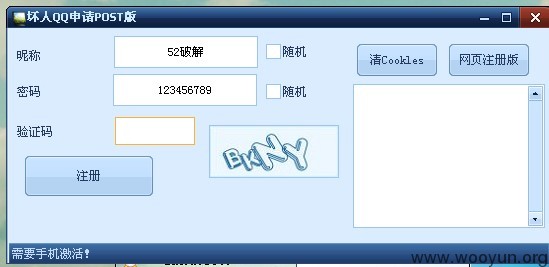 坏人QQ申请POST版
昵称
52破解
随机
清Cookles
网页注册版
密码
123456789
随机
验证码
BKNY
注册
需要手机激活!
www.wooyun.org